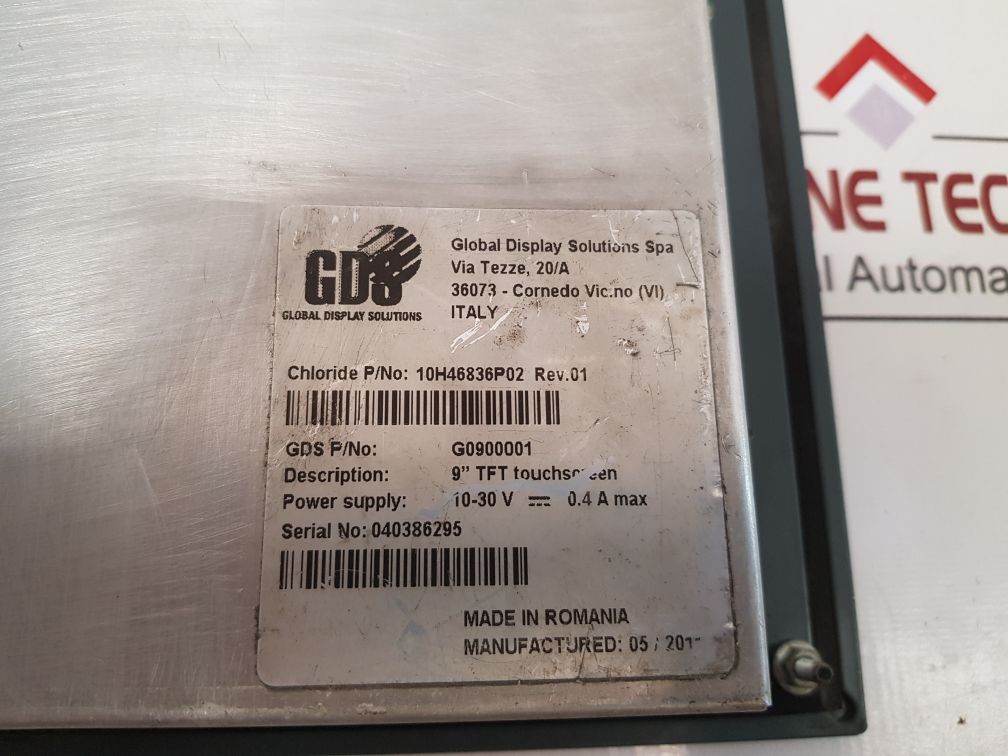 GDS
GLOBAL DISPLAY SOLUTIONS
Global Display Solutions Spa
Via Tezze, 20/A
36073 - Cornedo Vic.no (VI)
ITALY
Chloride P/No: 10H46836P02 Rev.01
GDS P/No: G0900001
Description: 9" TFT touchscreen
Power supply: 10-30 V ⎓ 0.4 A max
Serial No: 040386295
MADE IN ROMANIA
MANUFACTURED: 05 /
NE TEC
l Automa